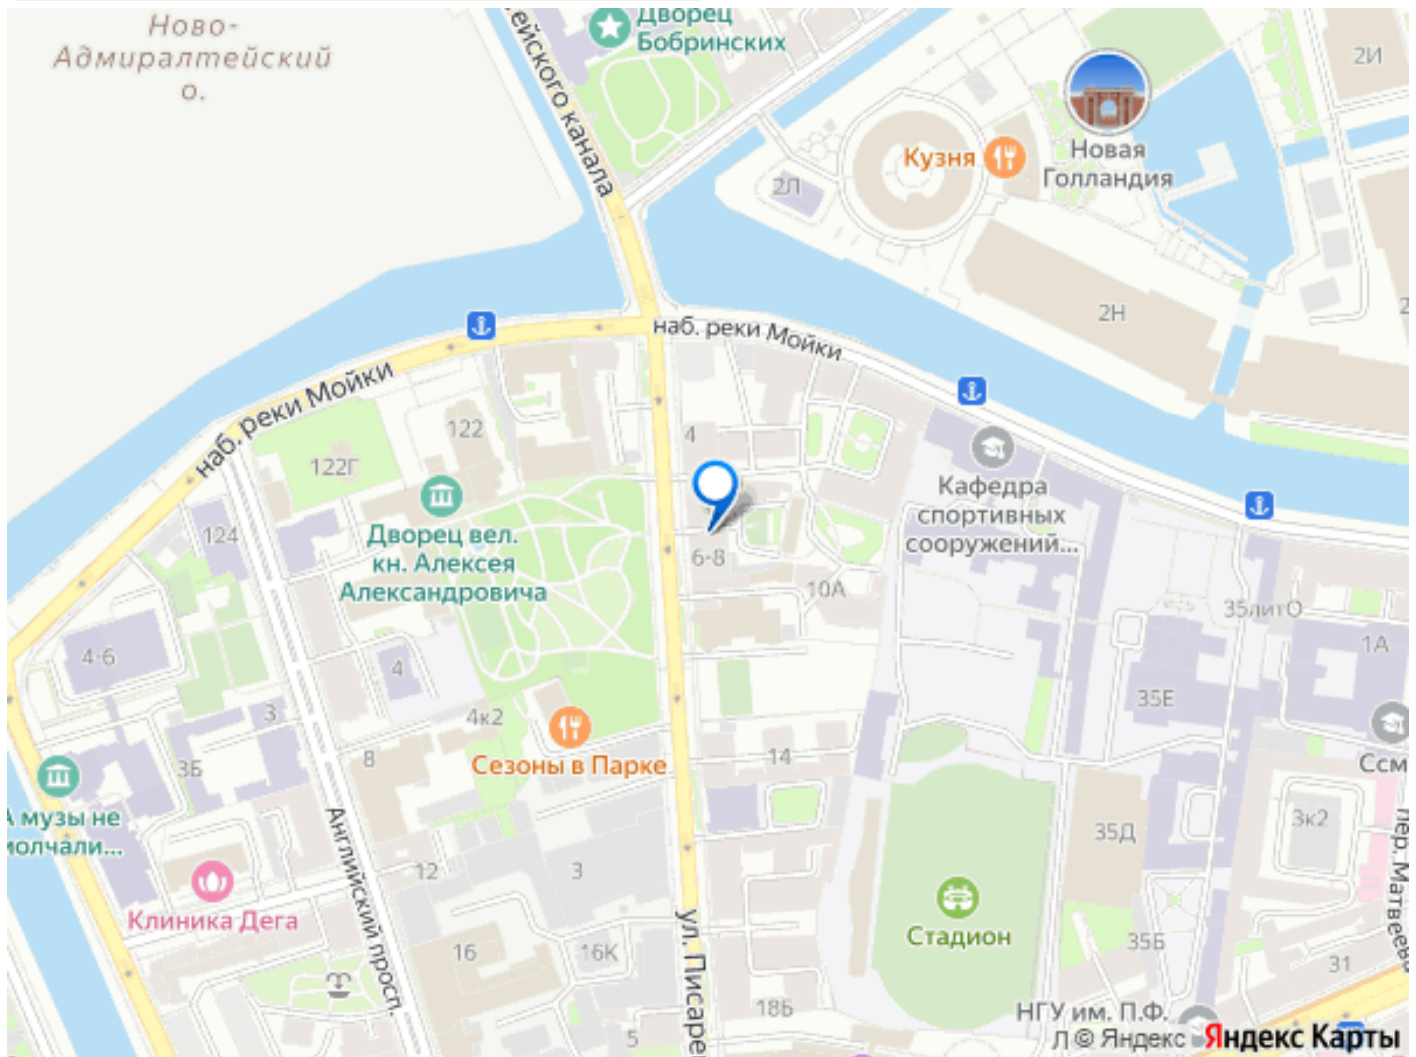 Ново-
Адмиралтейский
о.
Дворец
Бобринских
ейского канала
2И
Кузня
Новая
Голландия
2Л
2Н
2
наб. реки Мойки
наб. реки Мойки
4
122
122Г
124
Дворец вел.
кн. Алексея
Александровича
Кафедра
спортивных
сооружений...
6-8
10А
35литО
1А
4-6
4
3
4к2
35Е
Сезоны в Парке
8
3Б
14
Ссм
А музы не
молчали...
Английский просп.
35Д
3к2
пер. Матвеева
12
3
Клиника Дега
ул. Писаре
Стадион
16
16К
35Б
31
18Б
5
НГУ им. П.Ф.
Л
© Яндекс
Яндекс Карты